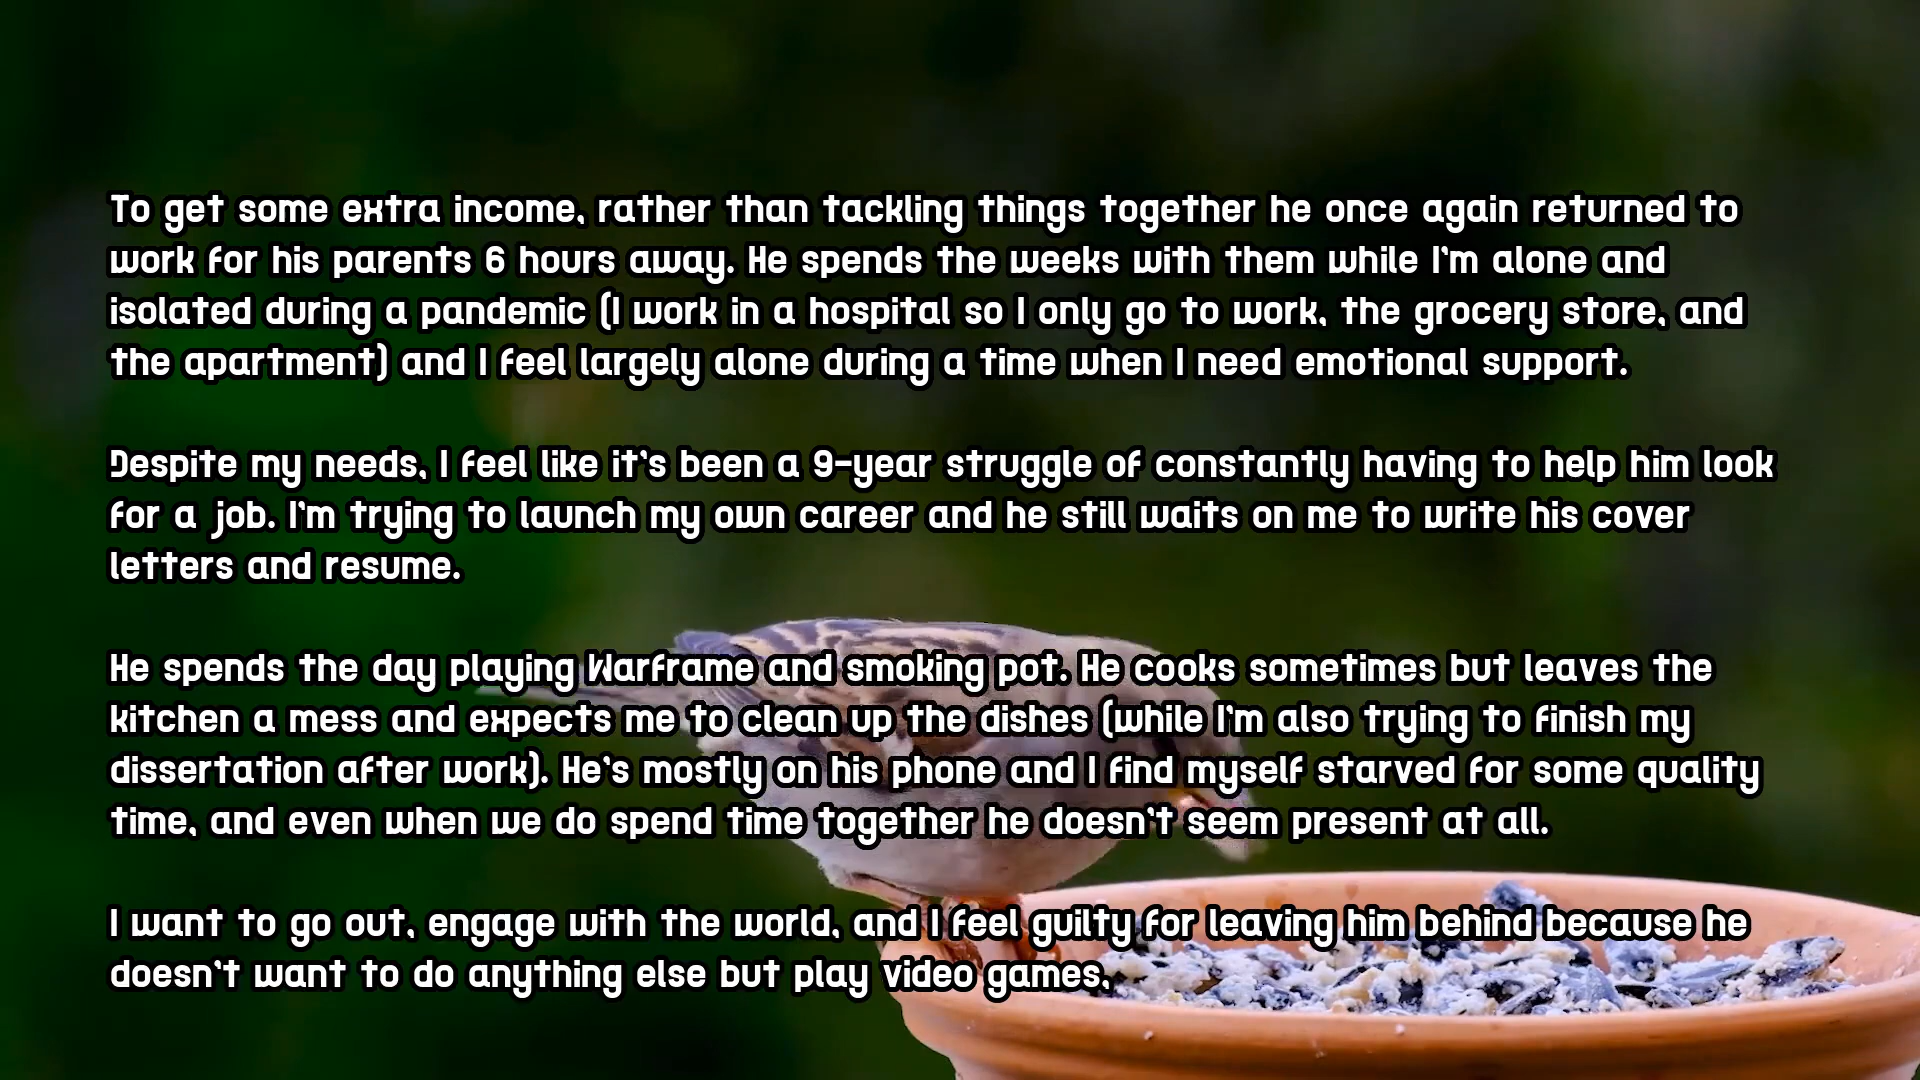 To get some extra income, rather than tackling things together he once again returned to
work for his parents 6 hours away. He spends the weeks with them while I'm alone and
isolated during a pandemic (I work in a hospital so I only go to work, the grocery store, and
the apartment) and I feel largely alone during a time when I need emotional support.
Despite my needs, I feel like it's been a 9-year struggle of constantly having to help him look
for a job. I'm trying to launch my own career and he still waits on me to write his cover
letters and resume.
He spends the day playing Warframe and smoking pot. He cooks sometimes but leaves the
kitchen a mess and expects me to clean up the dishes (while I'm also trying to finish my
dissertation after work). He's mostly on his phone and I find myself starved for some quality
time, and even when we do spend time together he doesn't seem present at all.
I want to go out, engage with the world, and I feel guilty for leaving him behind because he
doesn't want to do anything else but play video games.